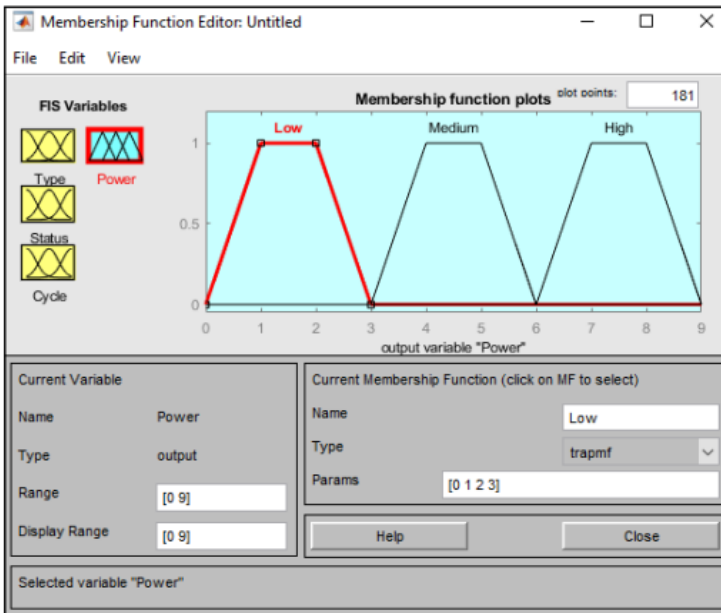 Membership Function Editor: Untitled
File Edit View
FIS Variables
Type
Power
Status
Cycle
Membership function plots
plot points:
181
Low
Medium
High
1
0.5
0
0 1 2 3 4 5 6 7 8 9
output variable "Power"
Current Variable
Name Power
Type output
Range [0 9]
Display Range [0 9]
Current Membership Function (click on MF to select)
Name Low
Type trapmf
Params [0 1 2 3]
Help
Close
Selected variable "Power"